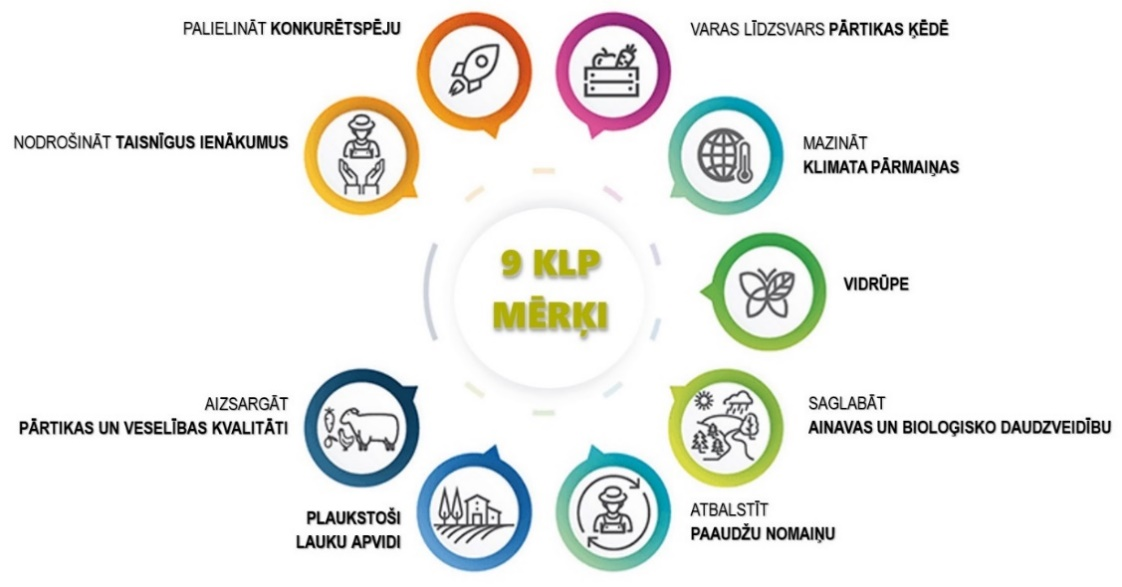 PALIELINĀT KONKURĒTSPĒJU
VARAS LĪDZSVARS PĀRTIKAS ĶĒDĒ
NODROŠINĀT TAISNĪGUS IENĀKUMUS
MAZINĀT
KLIMATA PĀRMAIŅAS
9 KLP
MĒRĶI
VIDRŪPE
AIZSARGĀT
PĀRTIKAS UN VESELĪBAS KVALITĀTI
SAGLABĀT
AINAVAS UN BIOLOĢISKO DAUDZVEIDĪBU
PLAUKSTOŠI
LAUKU APVIDI
ATBALSTĪT
PAAUDŽU NOMAIŅU